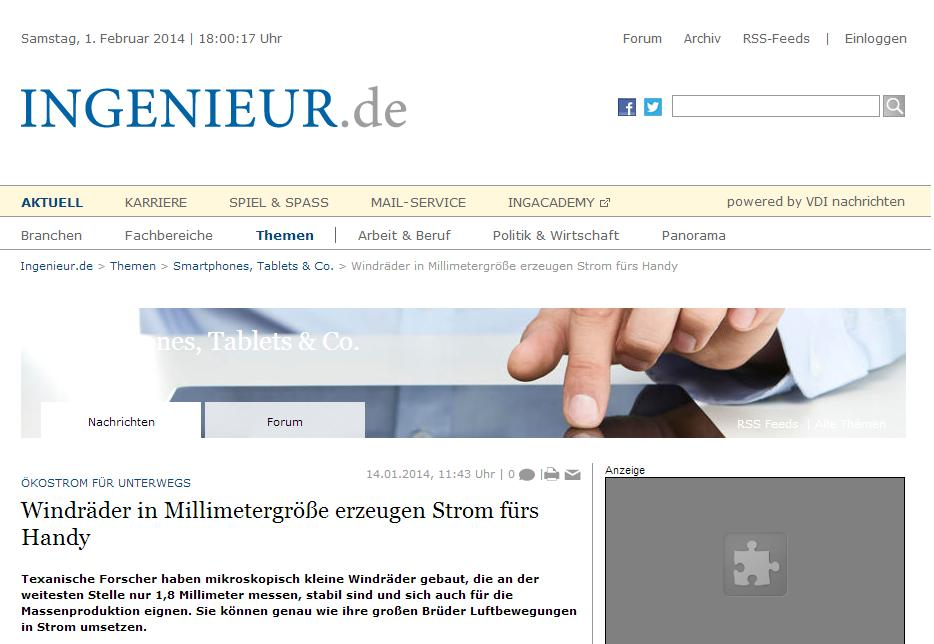 Samstag, 1. Februar 2014 | 18:00:17 Uhr
Forum Archiv RSS-Feeds | Einloggen
INGENIEUR.de
AKTUELL KARRIERE SPIEL & SPASS MAIL-SERVICE INGACADEMY powered by VDI nachrichten
Branchen Fachbereiche Themen | Arbeit & Beruf Politik & Wirtschaft Panorama
Ingenieur.de > Themen > Smartphones, Tablets & Co. > Windräder in Millimetergröße erzeugen Strom fürs Handy
nes, Tablets & Co.
Nachrichten Forum
RSS Feeds | Alle Themen
14.01.2014, 11:43 Uhr | 0 |
Anzeige
ÖKOSTROM FÜR UNTERWEGS
Windräder in Millimetergröße erzeugen Strom fürs
Handy
Texanische Forscher haben mikroskopisch kleine Windräder gebaut, die an der
weitesten Stelle nur 1,8 Millimeter messen, stabil sind und sich auch für die
Massenproduktion eignen. Sie können genau wie ihre großen Brüder Luftbewegungen
in Strom umsetzen.